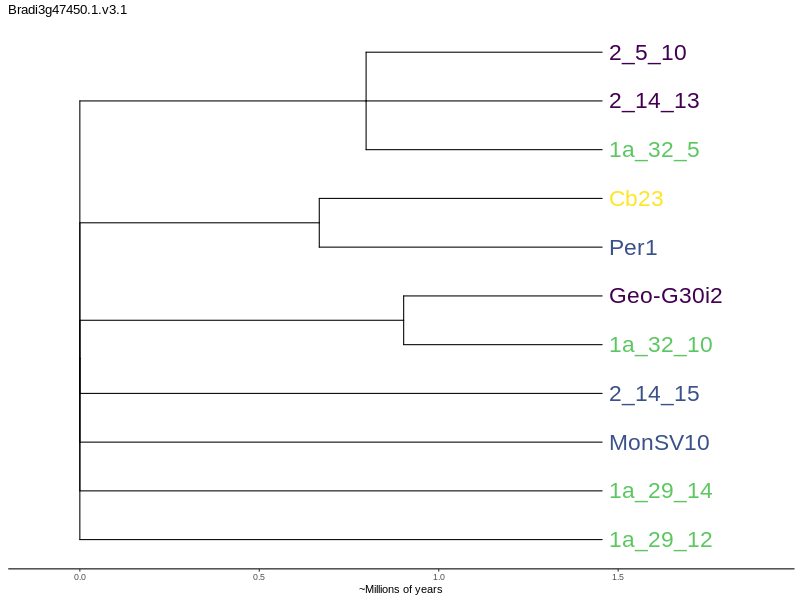 Bradi3g47450.1.v3.1
2_5_10
2_14_13
1a_32_5
Cb23
Per1
Geo-G30i2
1a_32_10
2_14_15
MonSV10
1a_29_14
1a_29_12
0.0 0.5 1.0 1.5
~Millions of years